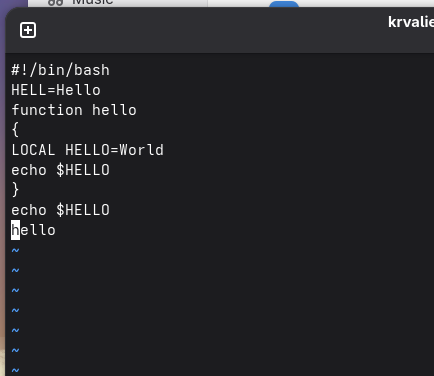 Music
krvalie
#!/bin/bash
HELL=Hello
function hello
{
LOCAL HELLO=World
echo $HELLO
}
echo $HELLO
hello
~
~
~
~
~
~
~